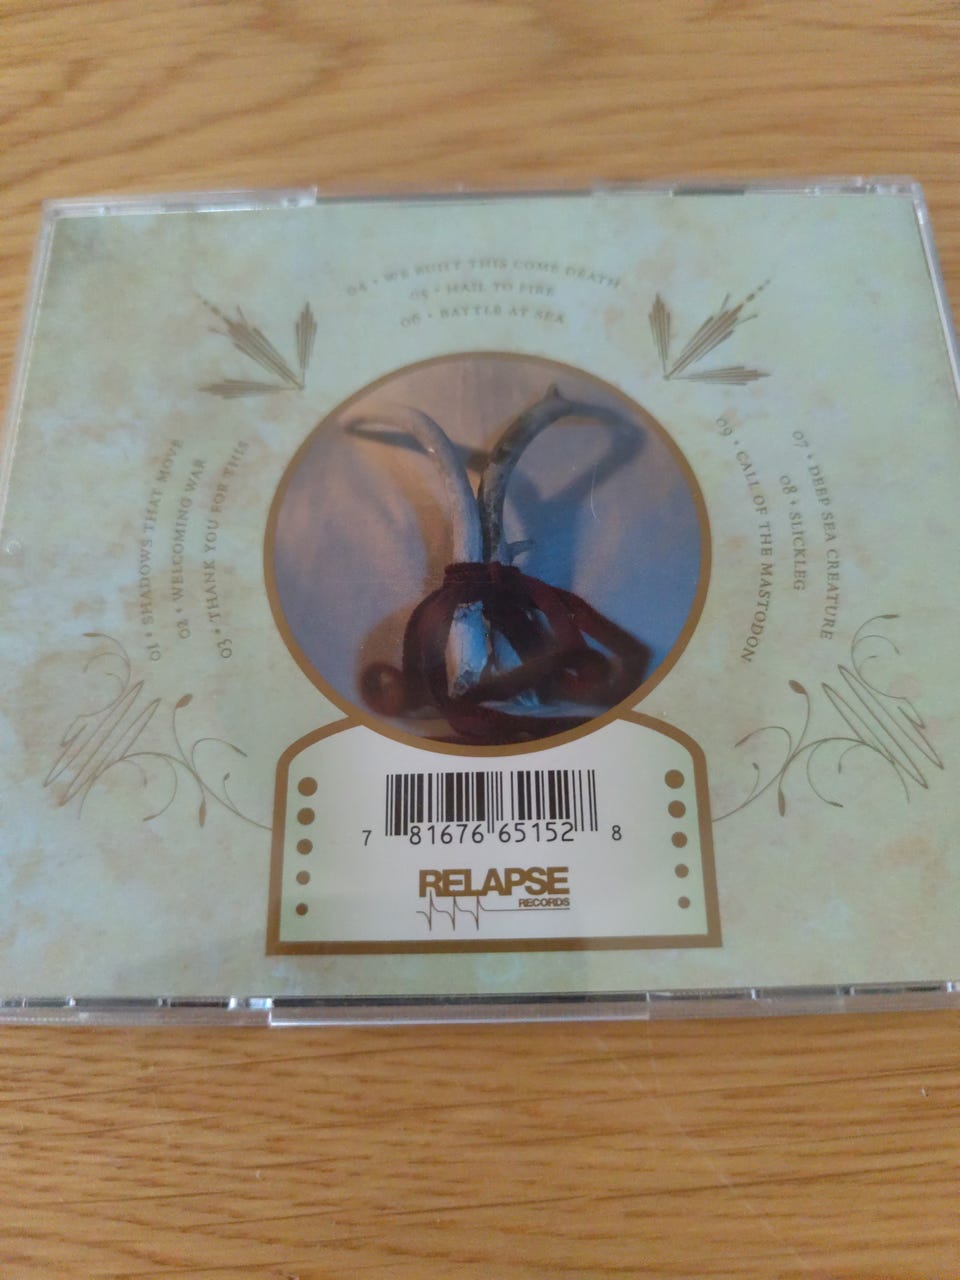 01 • SHADOWS THAT MOVE
02 • WELCOMING WAR
03 • THANK YOU FOR THIS
04 • WE BUILT THIS COME DEATH
05 • HAIL TO FIRE
06 • BATTLE AT SEA
07 • DEEP SEA CREATURE
08 • SLICKLEG
09 • CALL OF THE MASTODON
7 81676 65152 8
RELAPSE
RECORDS